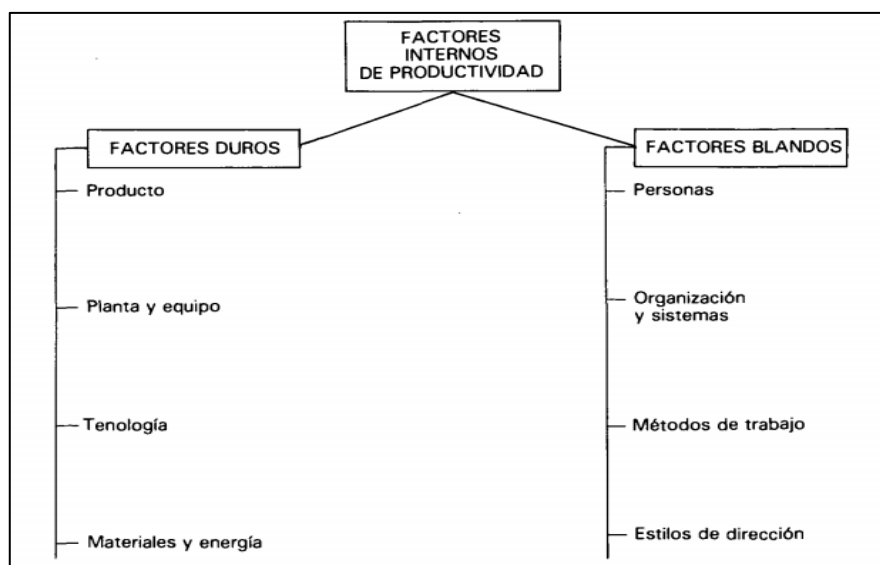 FACTORES
INTERNOS
DE PRODUCTIVIDAD
FACTORES DUROS
Producto
Planta y equipo
Tenología
Materiales y energía
FACTORES BLANDOS
Personas
Organización
y sistemas
Métodos de trabajo
Estilos de dirección